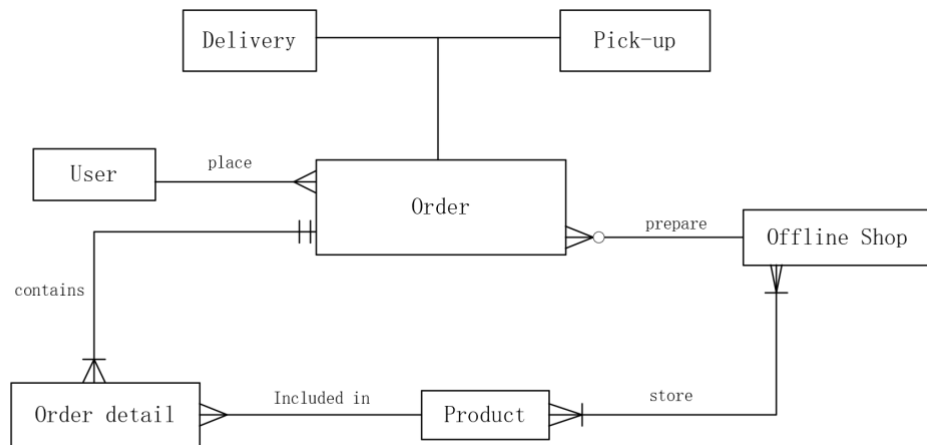 Delivery
Pick-up
place
User
Order
prepare
Offline Shop
contains
Included in
store
Order detail
Product